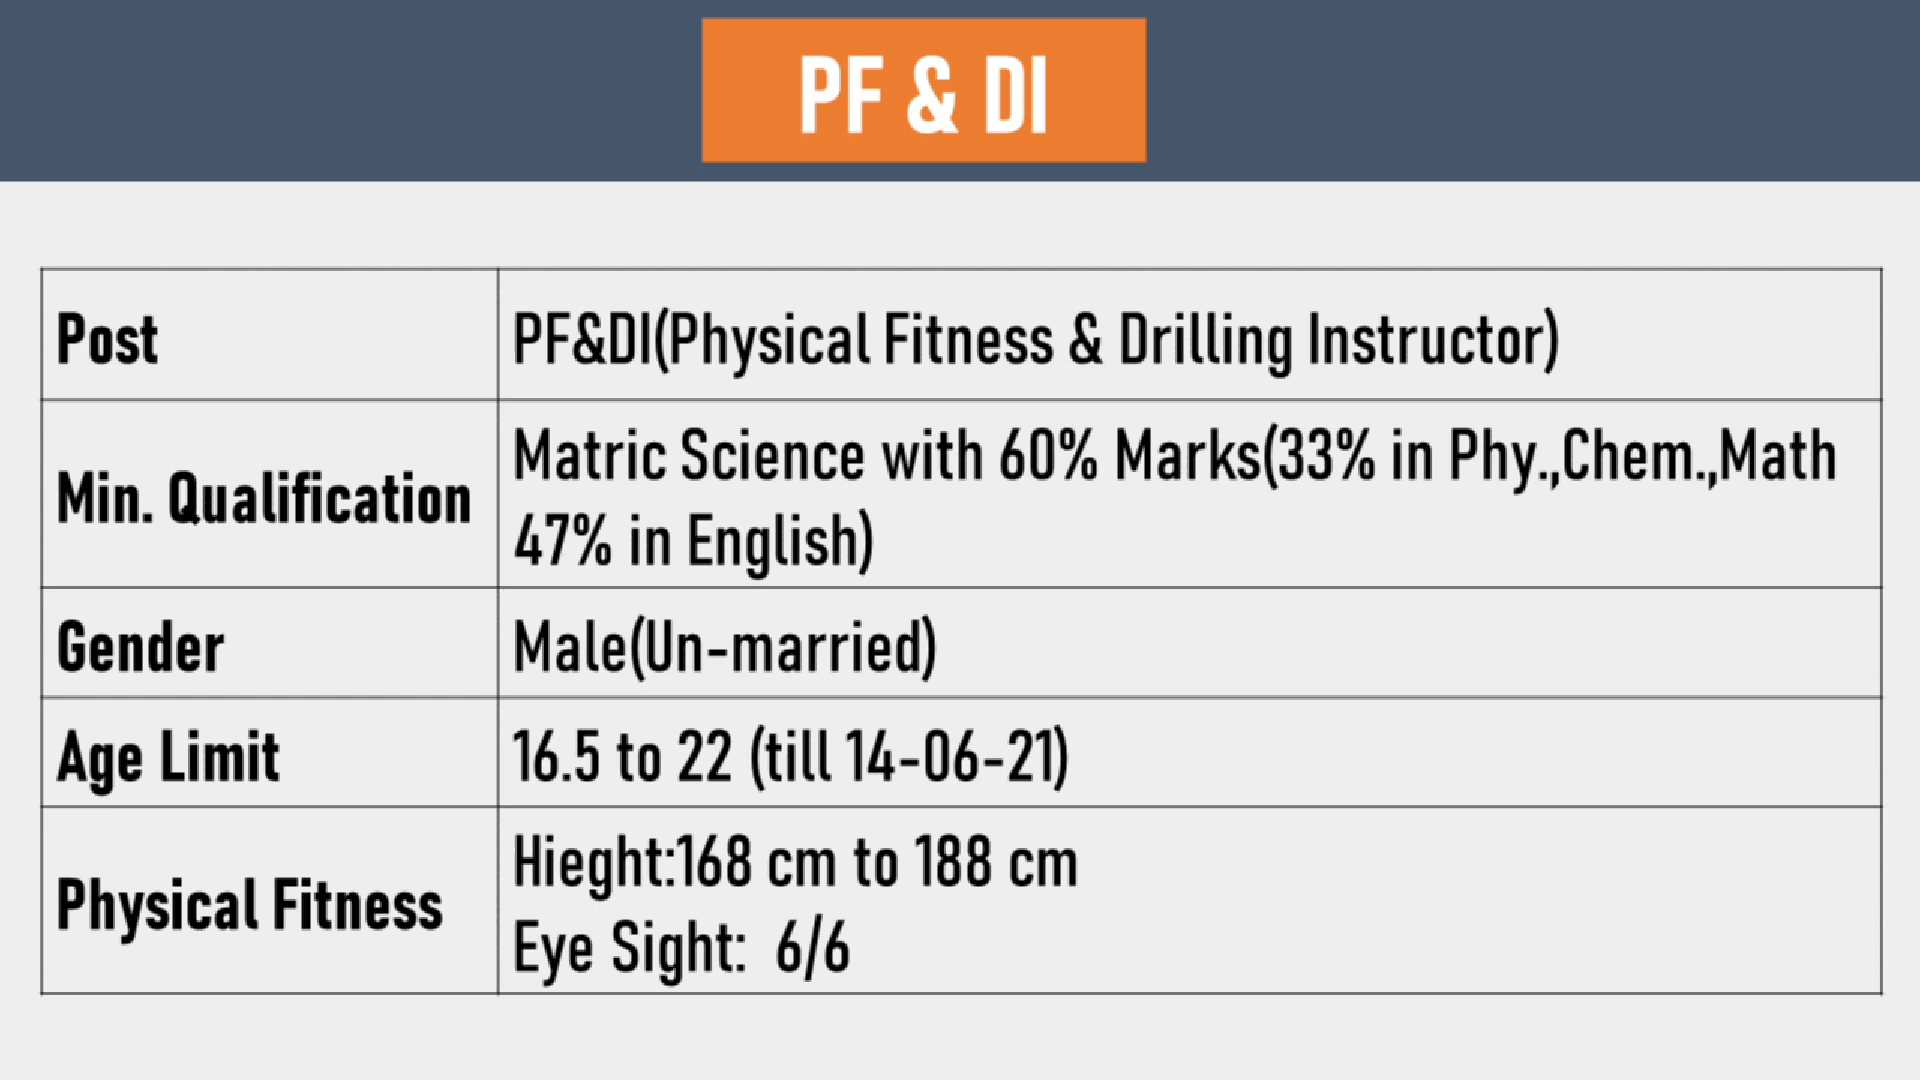 PF & DI
Post
PF&DI(Physical Fitness & Drilling Instructor)
Min. Qualification
Matric Science with 60% Marks(33% in Phy.,Chem.,Math
47% in English)
Gender
Male(Un-married)
Age Limit
16.5 to 22 (till 14-06-21)
Physical Fitness
Hieght:168 cm to 188 cm
Eye Sight: 6/6